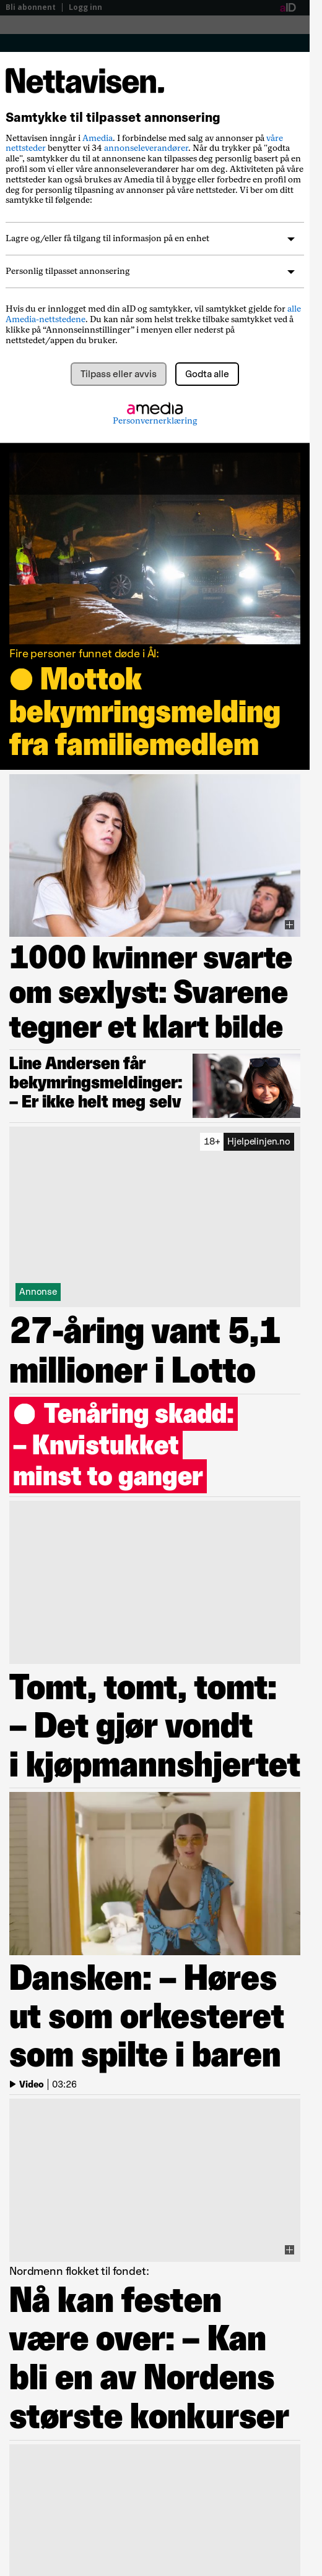 Bli abonnent | Logg inn
aID
Nettavisen.
Samtykke til tilpasset annonsering
Nettavisen inngår i Amedia. I forbindelse med salg av annonser på våre
nettsteder benytter vi 34 annonseleverandører. Når du trykker på "godta
alle", samtykker du til at annonsene kan tilpasses deg personlig basert på en
profil som vi eller våre annonseleverandører har om deg. Aktiviteten på våre
nettsteder kan også brukes av Amedia til å bygge eller forbedre en profil om
deg for personlig tilpasning av annonser på våre nettsteder. Vi ber om ditt
samtykke til følgende:
Lagre og/eller få tilgang til informasjon på en enhet
Personlig tilpasset annonsering
Hvis du er innlogget med din aID og samtykker, vil samtykket gjelde for alle
Amedia-nettstedene. Du kan når som helst trekke tilbake samtykket ved å
klikke på “Annonseinnstillinger” i menyen eller nederst på
nettstedet/appen du bruker.
Tilpass eller avvis
Godta alle
amedia
Personvernerklæring
Fire personer funnet døde i Ål:
Mottok
bekymringsmelding
fra familiemedlem
1000 kvinner svarte
om sexlyst: Svarene
tegner et klart bilde
Line Andersen får
bekymringsmeldinger:
– Er ikke helt meg selv
18+ Hjelpelinjen.no
Annonse
27-åring vant 5,1
millioner i Lotto
Tenåring skadd:
– Knvistukket
minst to ganger
Tomt, tomt, tomt:
– Det gjør vondt
i kjøpmannshjertet
Dansken: – Høres
ut som orkesteret
som spilte i baren
Video | 03:26
Nordmenn flokket til fondet:
Nå kan festen
være over: – Kan
bli en av Nordens
største konkurser